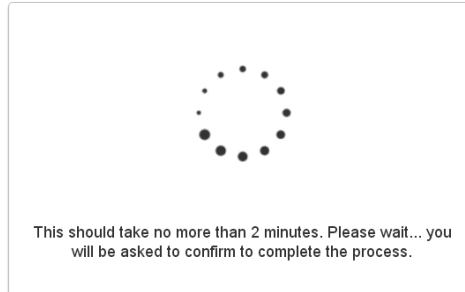 This should take no more than 2 minutes. Please wait... you
will be asked to confirm to complete the process.